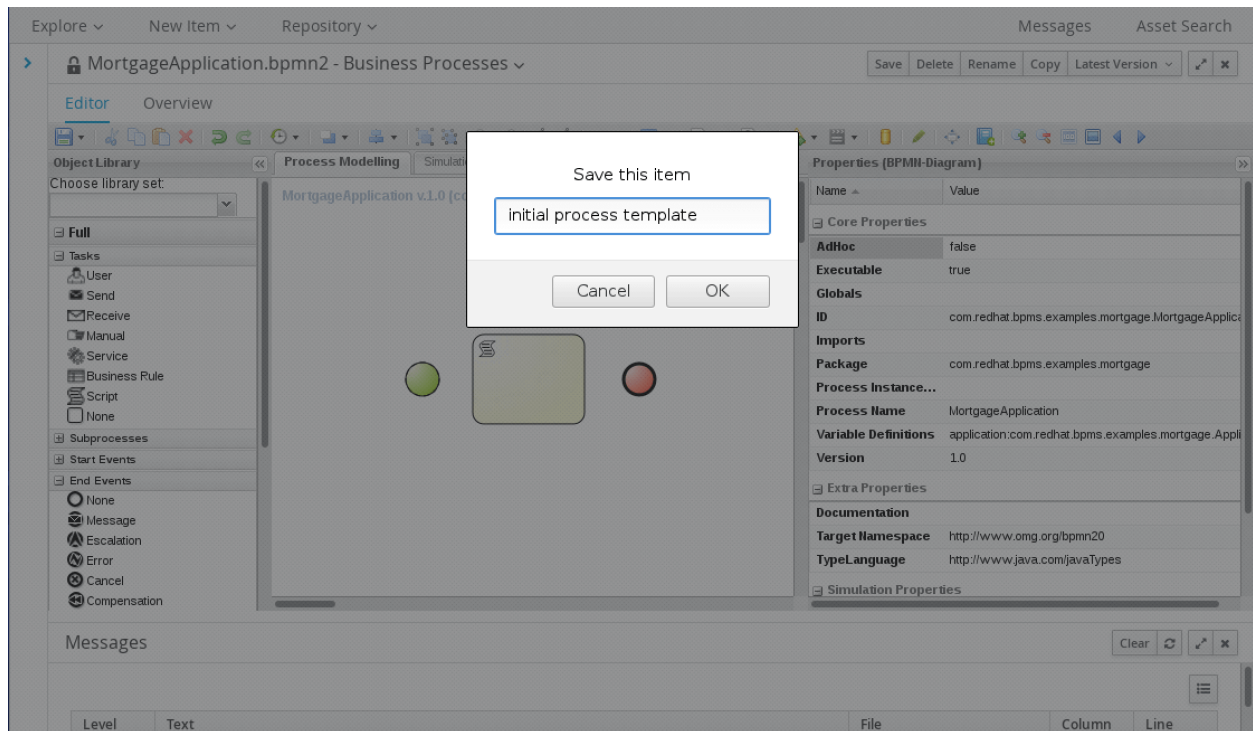 Explore New Item Repository Messages Asset Search
MortgageApplication.bpmn2 - Business Processes
Save Delete Rename Copy Latest Version
Editor Overview
Object Library
Choose library set:
Full
Tasks
User
Send
Receive
Manual
Service
Business Rule
Script
None
Subprocesses
Start Events
End Events
None
Message
Escalation
Error
Cancel
Compensation
Process Modelling
MortgageApplication v.1.0
Save this item
initial process template
Cancel OK
Properties (BPMN-Diagram)
Name Value
Core Properties
AdHoc false
Executable true
Globals
ID com.redhat.bpms.examples.mortgage.MortgageApplica
Imports
Package com.redhat.bpms.examples.mortgage
Process Instance...
Process Name MortgageApplication
Variable Definitions application:com.redhat.bpms.examples.mortgage.Appli
Version 1.0
Extra Properties
Documentation
Target Namespace http://www.omg.org/bpmn20
TypeLanguage http://www.java.com/javaTypes
Simulation Properties
Messages
Clear
Level Text File Column Line